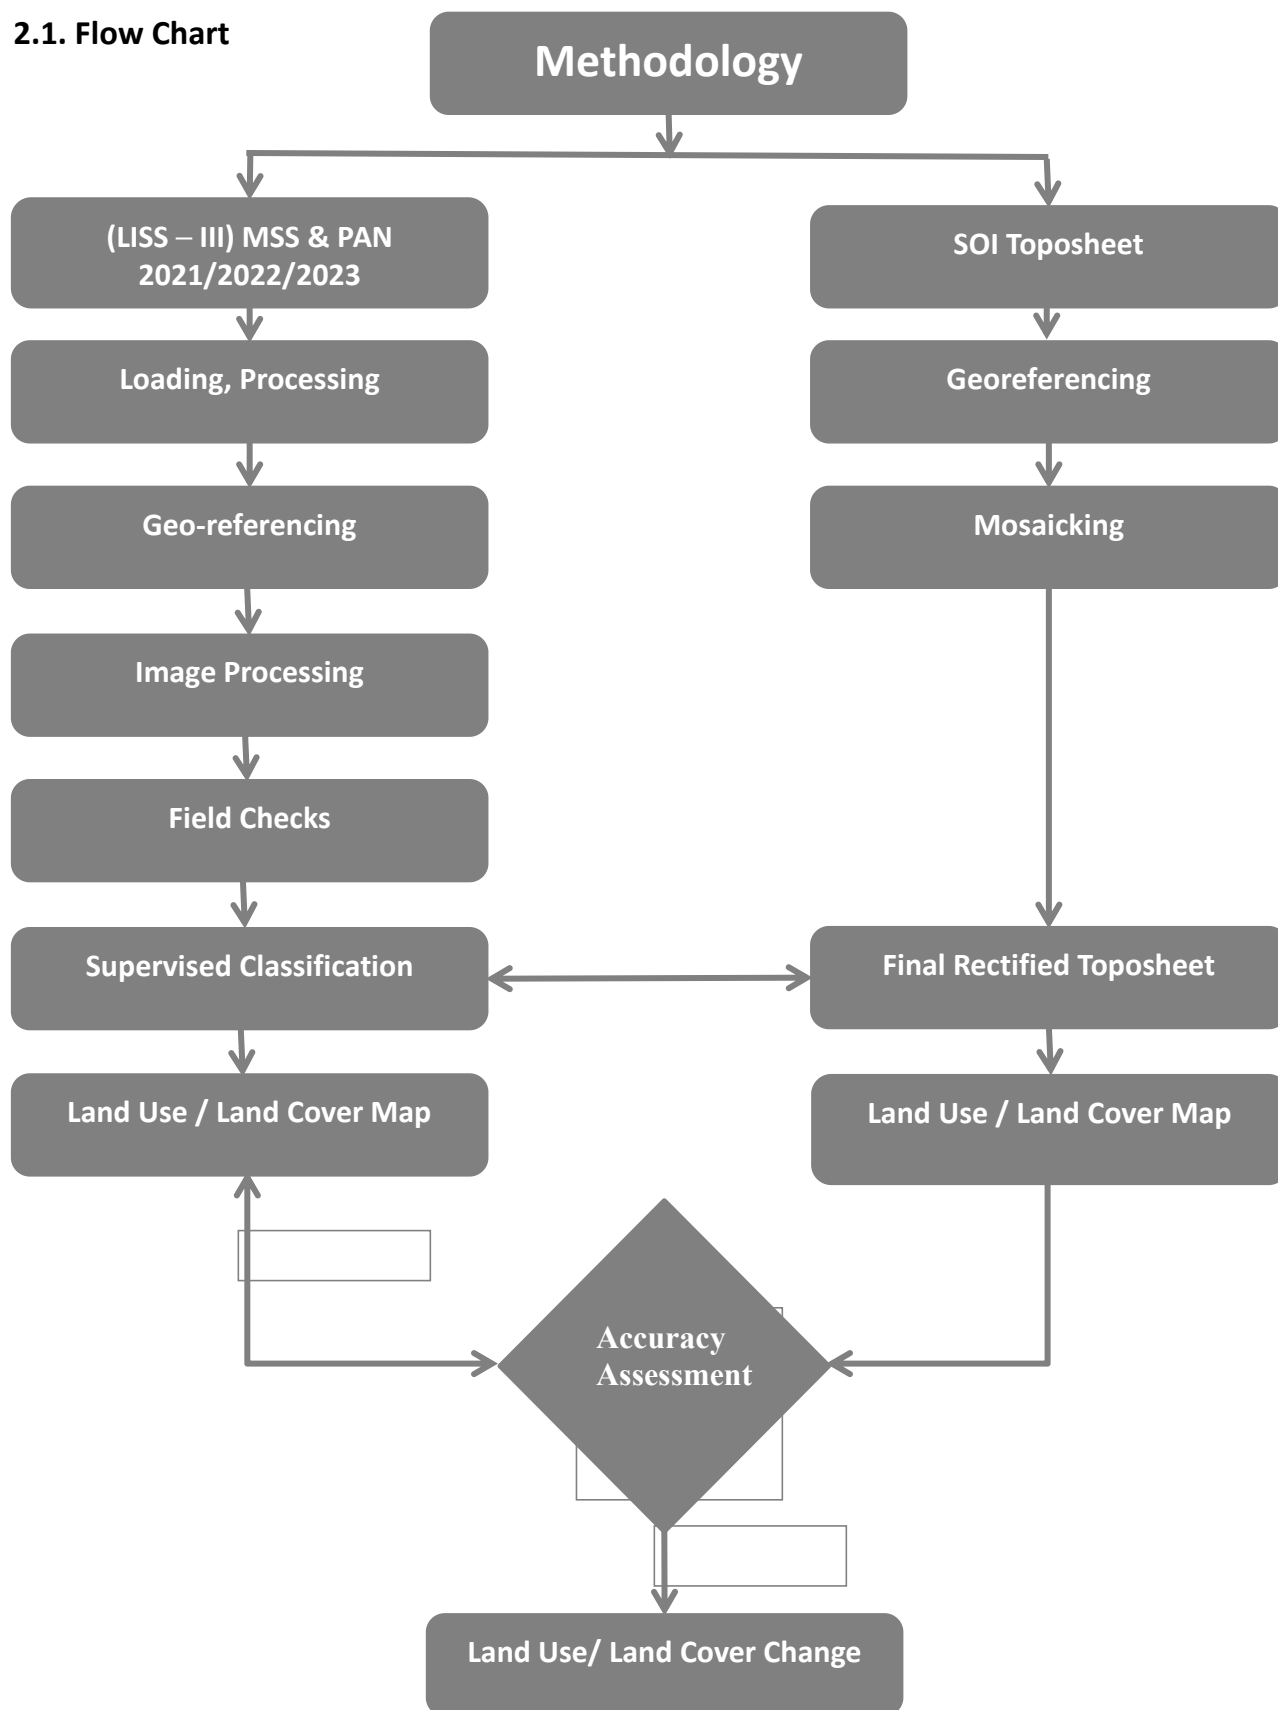 2.1. Flow Chart
Methodology
(LISS – III) MSS & PAN
2021/2022/2023
SOI Toposheet
Loading, Processing
Georeferencing
Geo-referencing
Mosaicking
Image Processing
Field Checks
Supervised Classification
Final Rectified Toposheet
Land Use / Land Cover Map
Land Use / Land Cover Map
Accuracy
Assessment
Land Use/ Land Cover Change